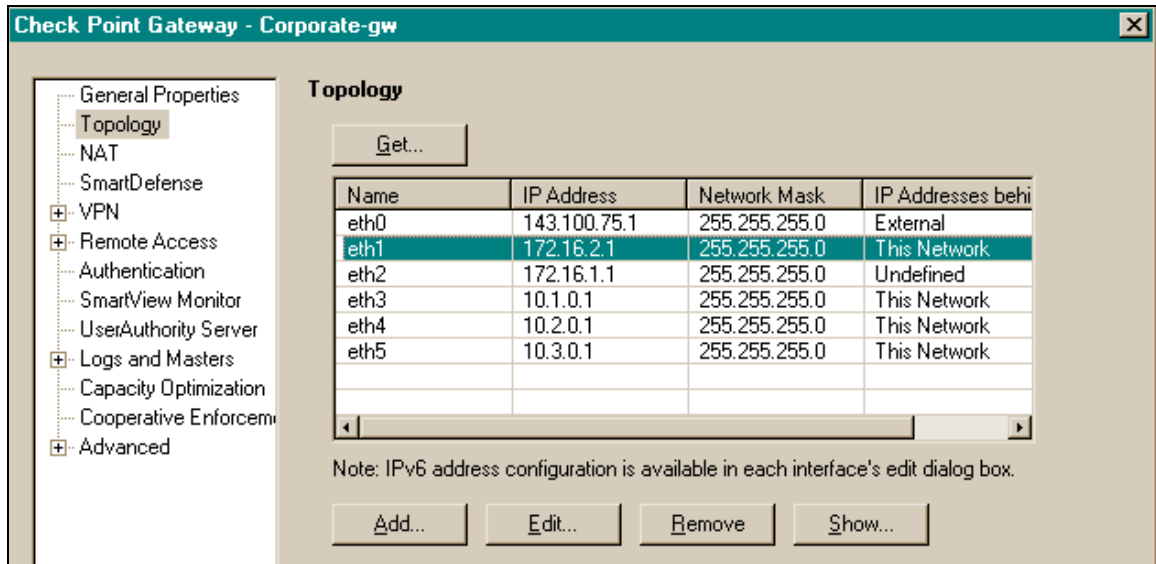 Check Point Gateway - Corporate-gw
General Properties
Topology
NAT
SmartDefense
VPN
Remote Access
Authentication
SmartView Monitor
UserAuthority Server
Logs and Masters
Capacity Optimization
Cooperative Enforcem
Advanced
Topology
Get...
Name IP Address Network Mask IP Addresses behi
eth0 143.100.75.1 255.255.255.0 External
eth1 172.16.2.1 255.255.255.0 This Network
eth2 172.16.1.1 255.255.255.0 Undefined
eth3 10.1.0.1 255.255.255.0 This Network
eth4 10.2.0.1 255.255.255.0 This Network
eth5 10.3.0.1 255.255.255.0 This Network
Note: IPv6 address configuration is available in each interface's edit dialog box.
Add... Edit... Remove Show...